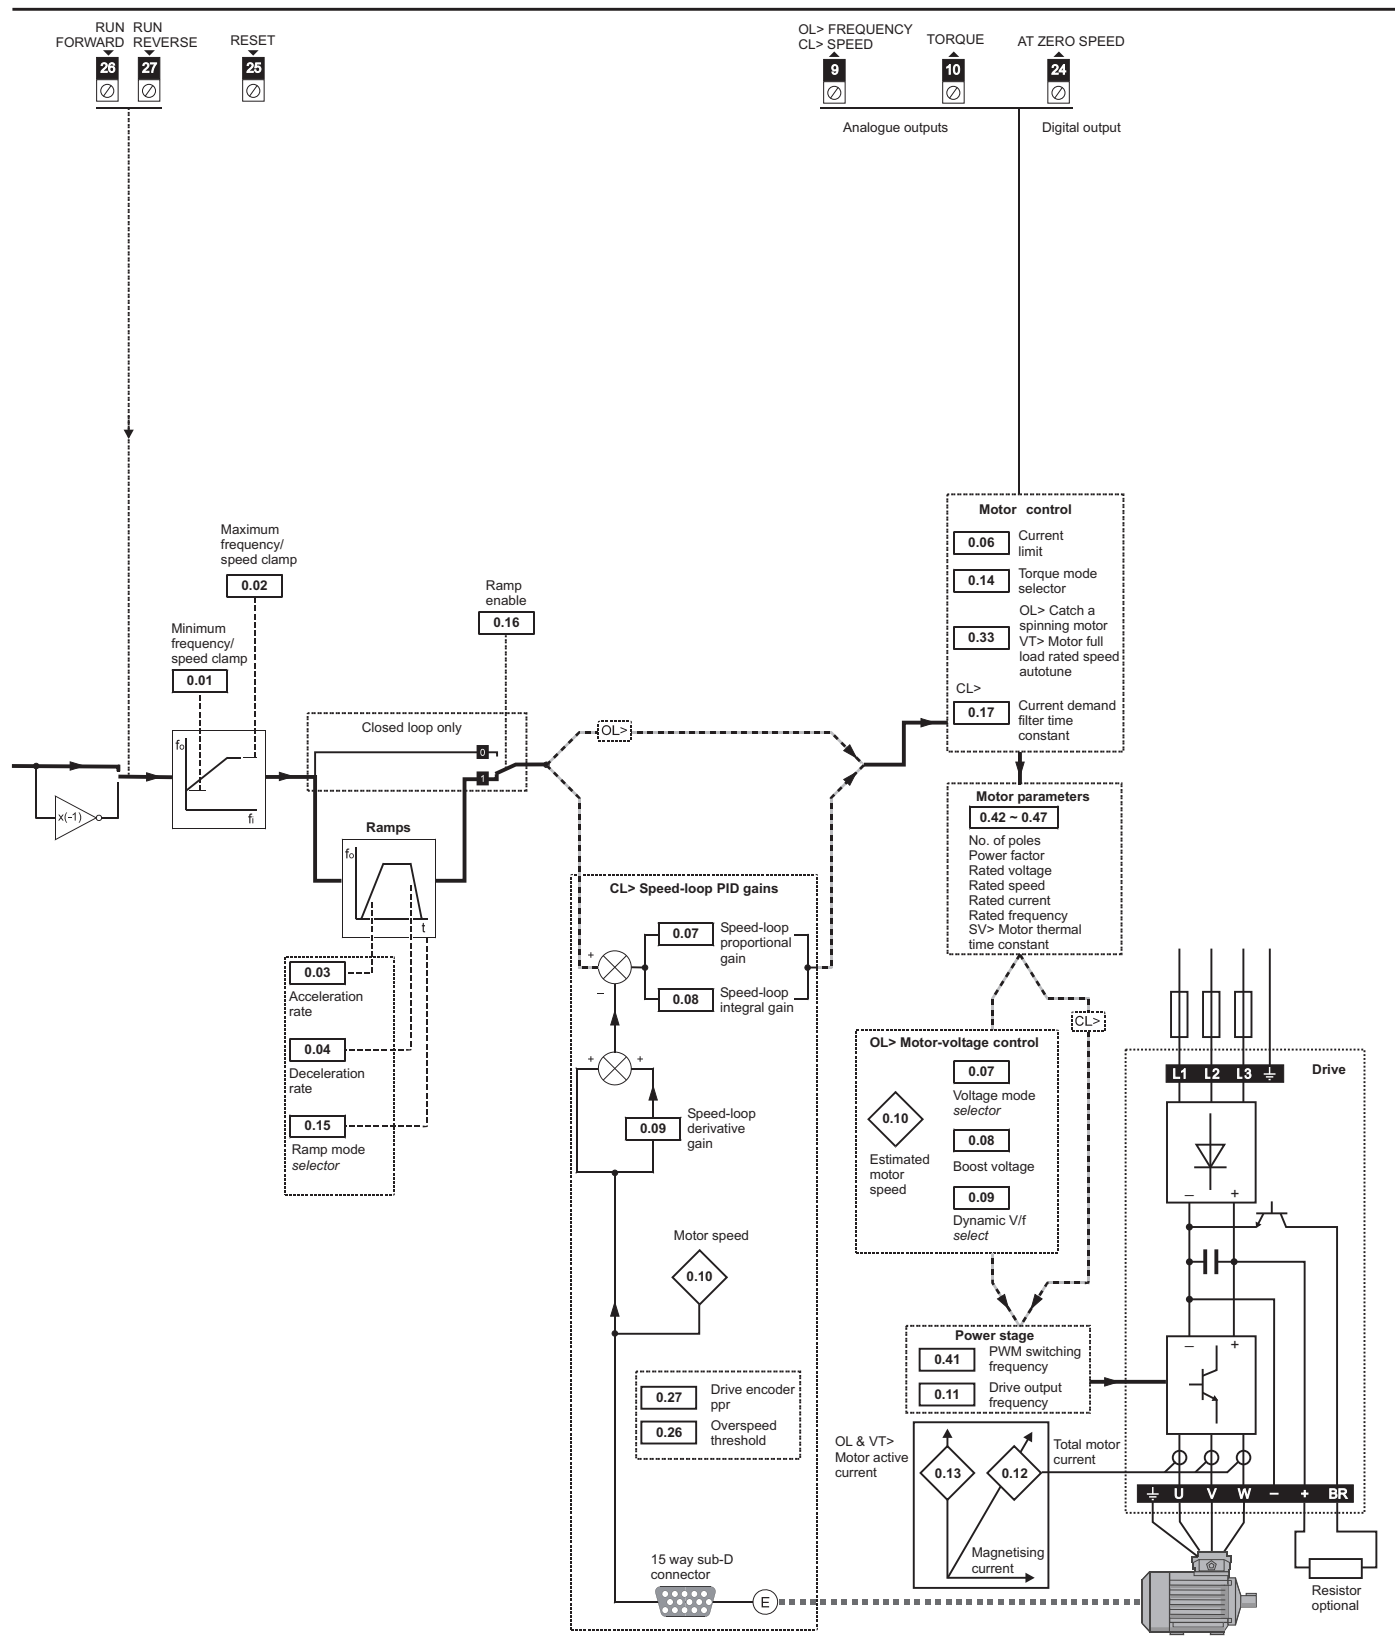 RUN FORWARD
RUN REVERSE
RESET
26
27
25
OL> FREQUENCY
CL> SPEED
TORQUE
AT ZERO SPEED
9
10
24
Analogue outputs
Digital output
Maximum
frequency/
speed clamp
0.02
Minimum
frequency/
speed clamp
0.01
Ramp
enable
0.16
Closed loop only
0
1
OL>
x(-1)
fo
fi
Ramps
fo
t
0.03
Acceleration
rate
0.04
Deceleration
rate
0.15
Ramp mode
selector
CL> Speed-loop PID gains
0.07
Speed-loop
proportional
gain
0.08
Speed-loop
integral gain
+
–
+
+
0.09
Speed-loop
derivative
gain
Motor speed
0.10
0.27
Drive encoder
ppr
0.26
Overspeed
threshold
15 way sub-D
connector
E
Motor control
0.06
Current
limit
0.14
Torque mode
selector
0.33
OL> Catch a
spinning motor
VT> Motor full
load rated speed
autotune
CL>
0.17
Current demand
filter time
constant
Motor parameters
0.42 ~ 0.47
No. of poles
Power factor
Rated voltage
Rated speed
Rated current
Rated frequency
SV> Motor thermal
time constant
CL>
OL> Motor-voltage control
0.07
Voltage mode
selector
0.10
Estimated
motor
speed
0.08
Boost voltage
0.09
Dynamic V/f
select
Power stage
0.41
PWM switching
frequency
0.11
Drive output
frequency
OL & VT>
Motor active
current
0.13
0.12
Total motor
current
Magnetising
current
L1 L2 L3
Drive
– +
– +
U V W – + BR
Resistor
optional